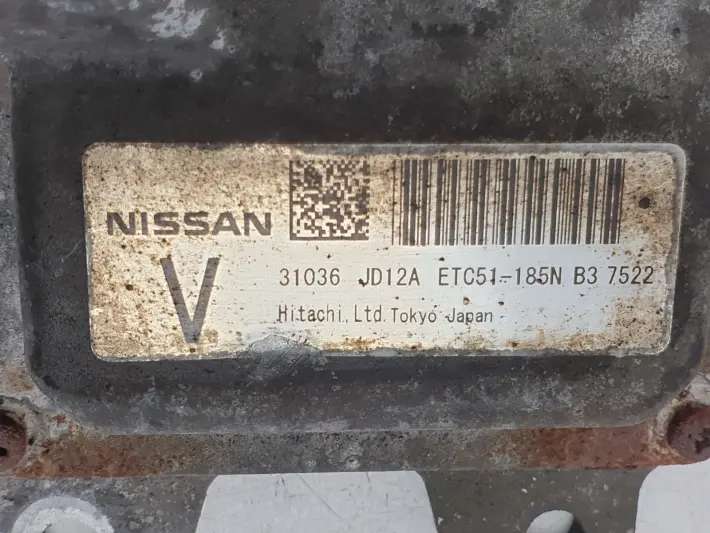 NISSAN
V
31036 JD12A ETC51-185N B3 7522
Hitachi, Ltd. Tokyo Japan